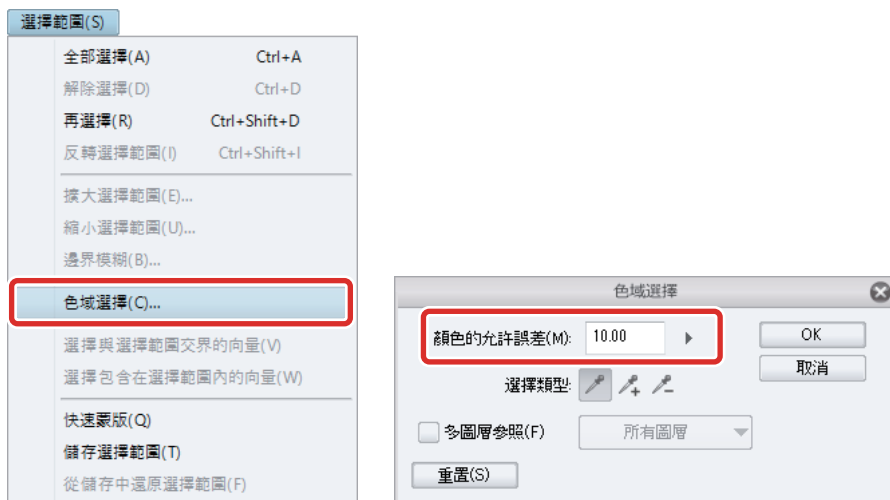 選擇範圍(S)
全部選擇(A) Ctrl+A
解除選擇(D) Ctrl+D
再選擇(R) Ctrl+Shift+D
反轉選擇範圍(I) Ctrl+Shift+I
擴大選擇範圍(E)...
縮小選擇範圍(U)...
邊界模糊(B)...
色域選擇(C)...
選擇與選擇範圍交界的向量(V)
選擇包含在選擇範圍內的向量(W)
快速蒙版(Q)
儲存選擇範圍(T)
從儲存中還原選擇範圍(F)
色域選擇
顏色的允許誤差(M): 10.00
OK
取消
選擇類型:
多圖層參照(F) 所有圖層
重置(S)